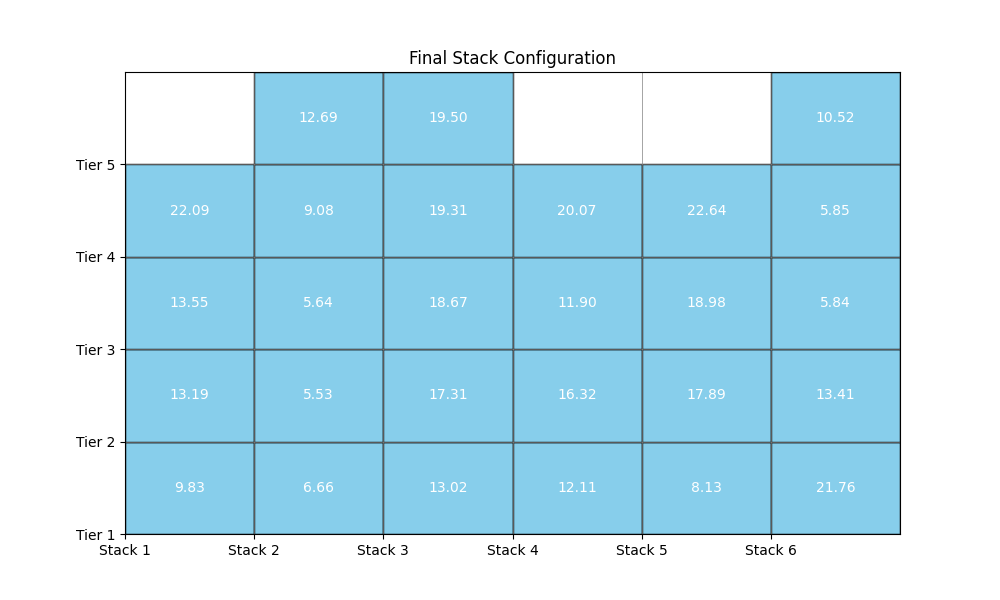 Final Stack Configuration
12.69 19.50 10.52
Tier 5
22.09 9.08 19.31 20.07 22.64 5.85
Tier 4
13.55 5.64 18.67 11.90 18.98 5.84
Tier 3
13.19 5.53 17.31 16.32 17.89 13.41
Tier 2
9.83 6.66 13.02 12.11 8.13 21.76
Tier 1
Stack 1 Stack 2 Stack 3 Stack 4 Stack 5 Stack 6